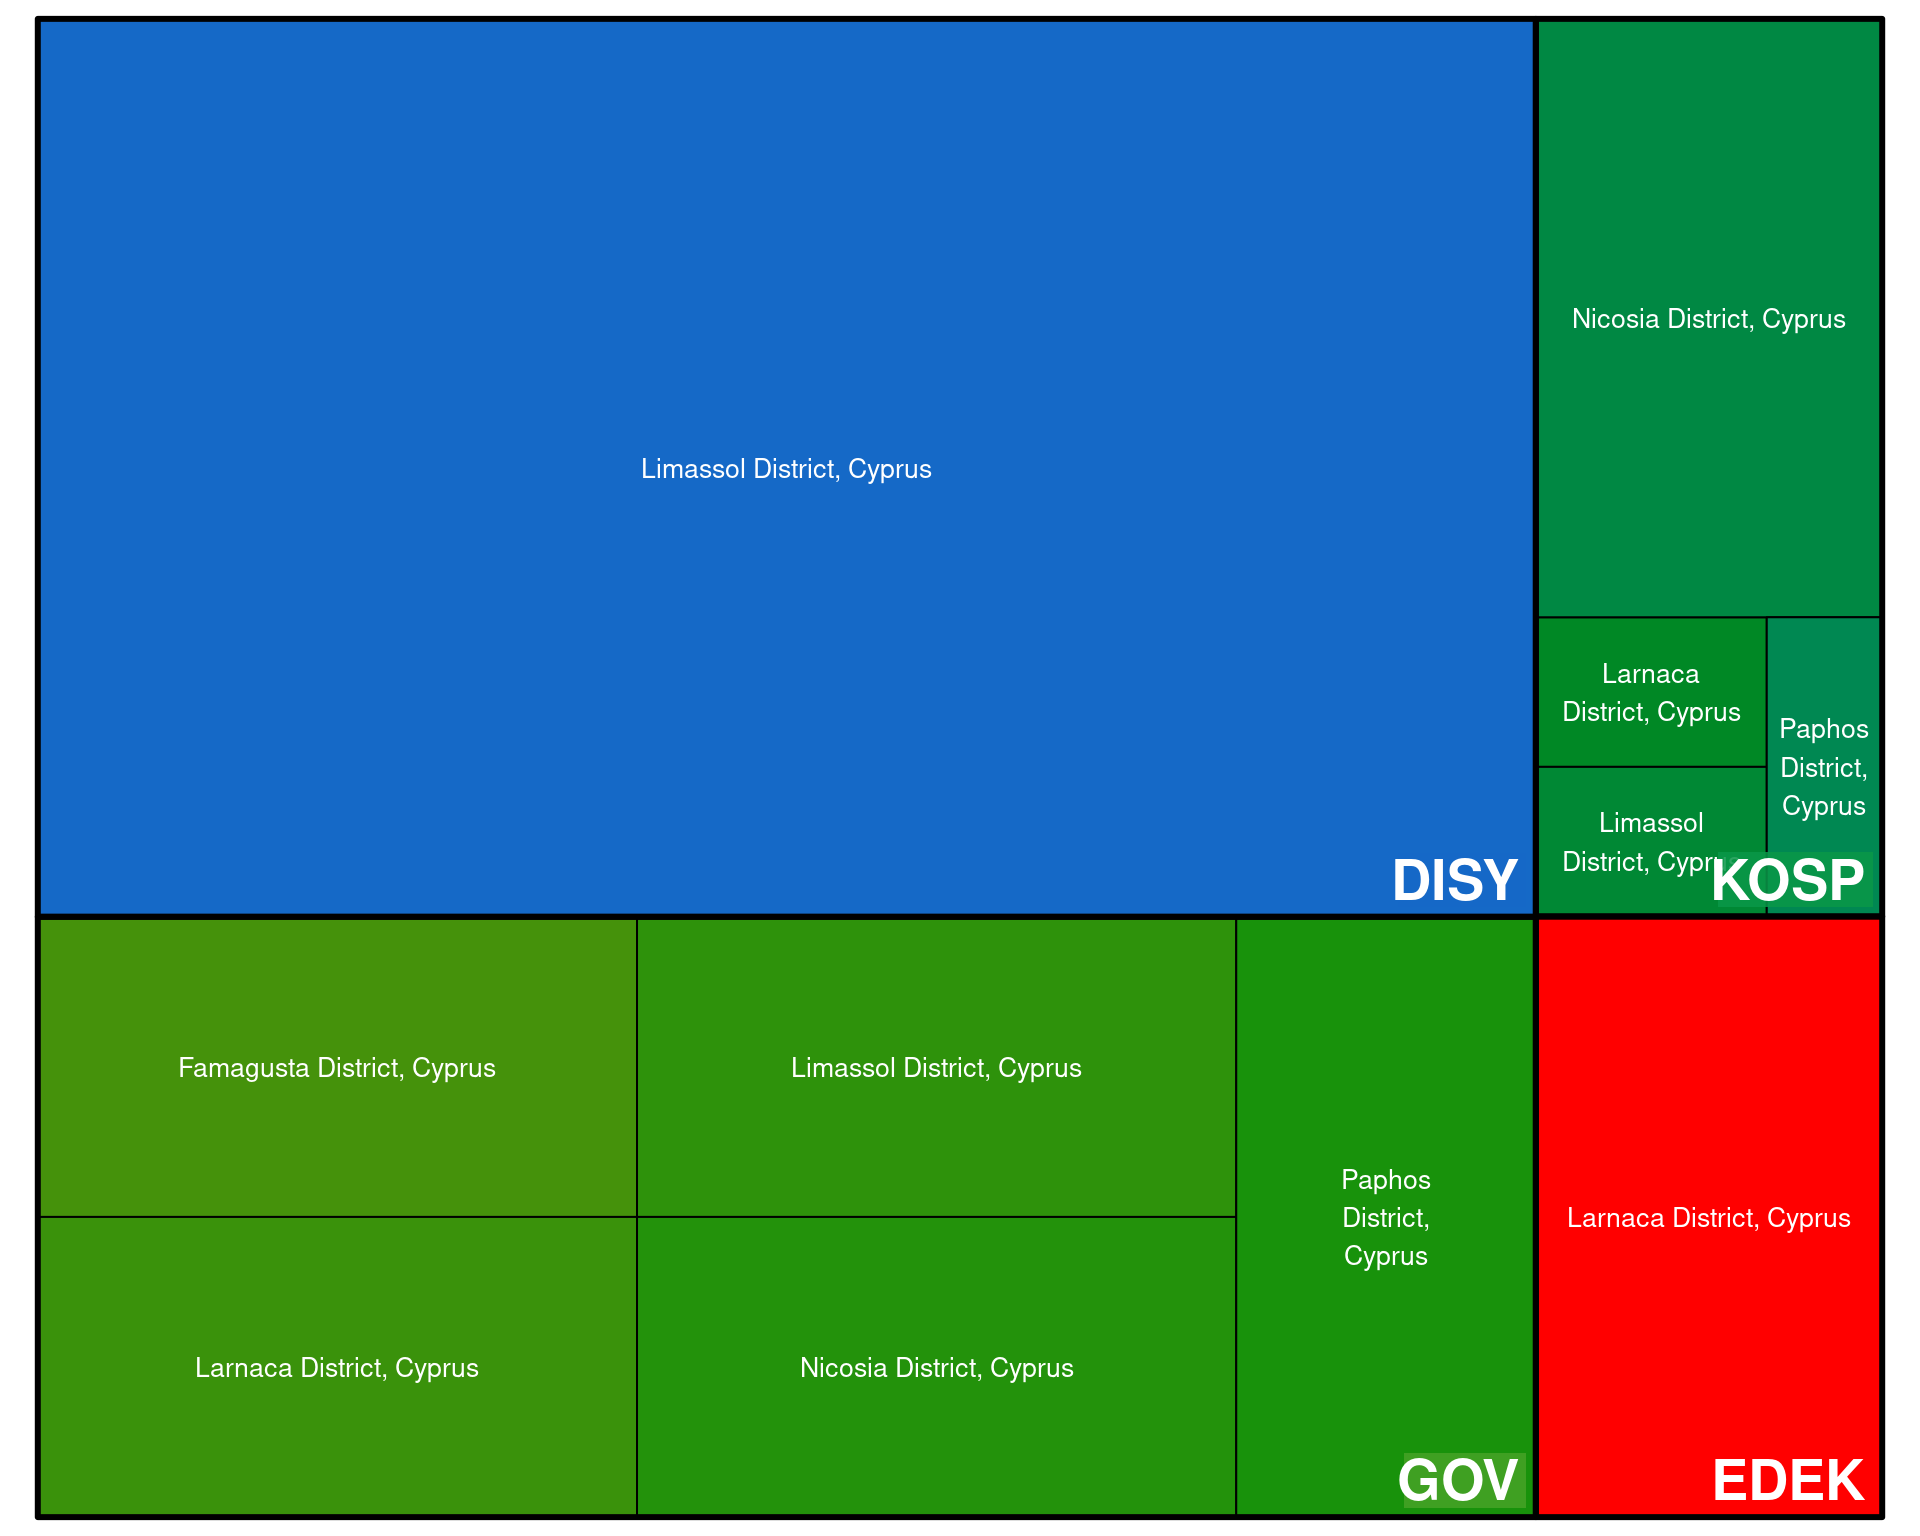 Limassol District, Cyprus
DISY
Nicosia District, Cyprus
Larnaca
District, Cyprus
Limassol
District, Cyprus
Paphos
District,
Cyprus
KOSP
Famagusta District, Cyprus
Limassol District, Cyprus
Larnaca District, Cyprus
Nicosia District, Cyprus
Paphos
District,
Cyprus
GOV
Larnaca District, Cyprus
EDEK